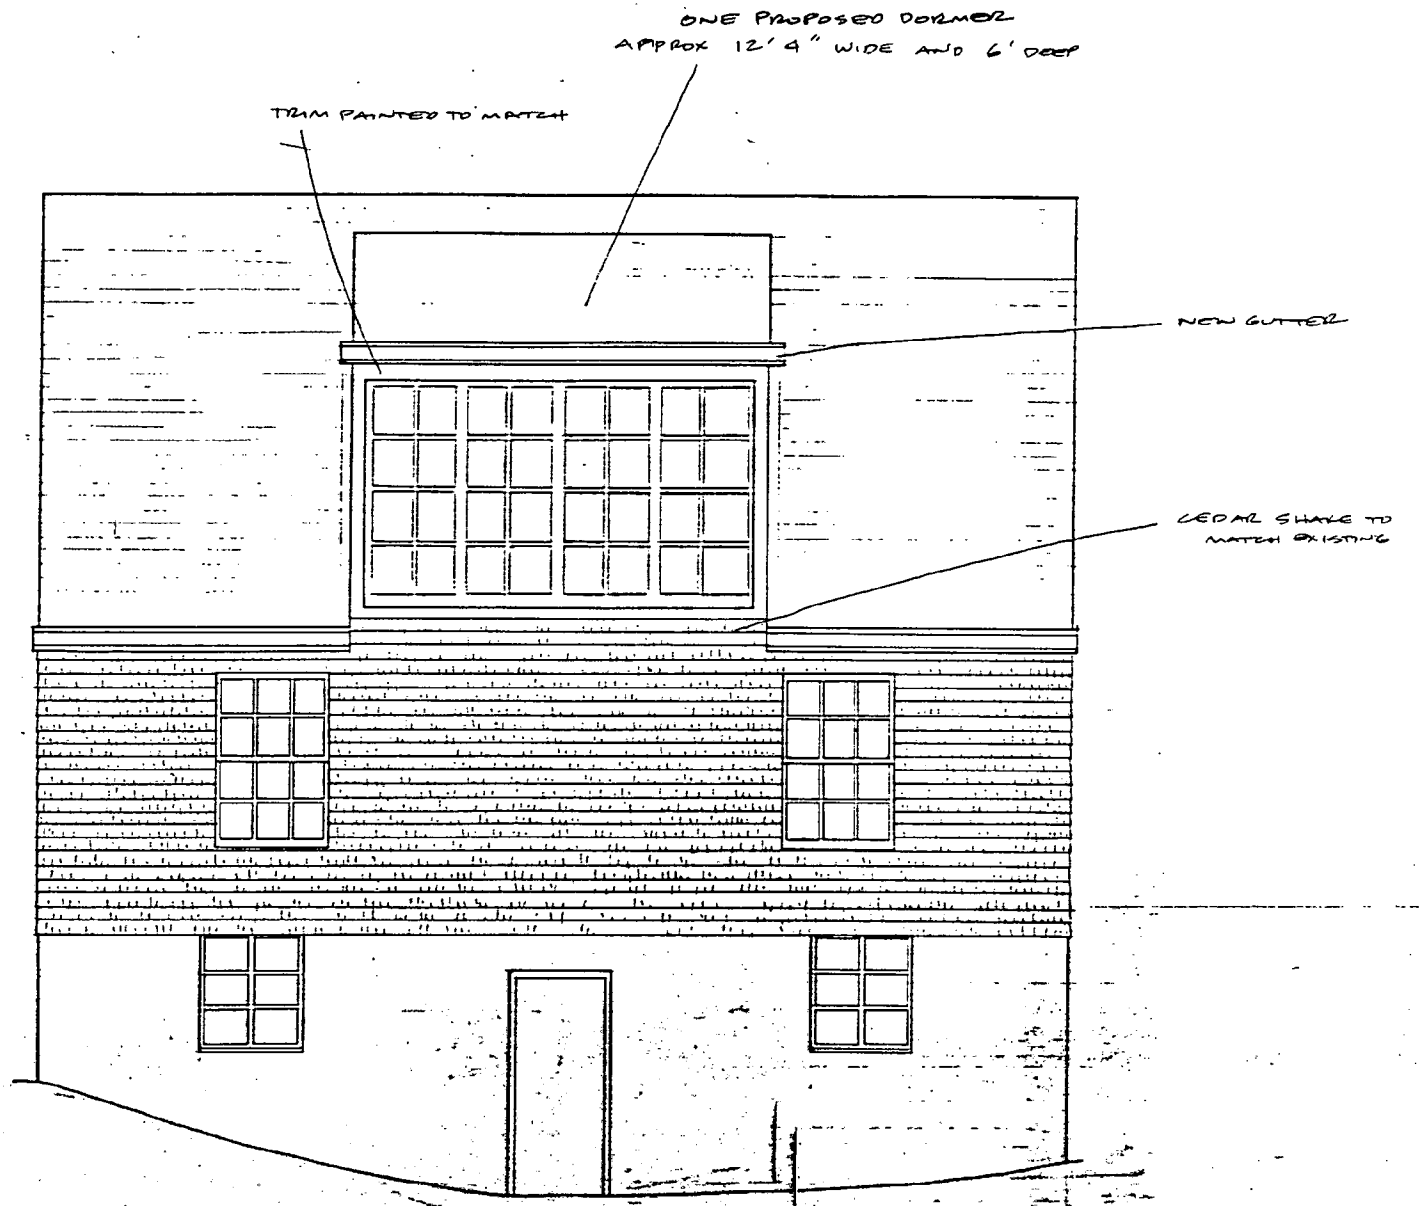 ONE PROPOSED DORMER
APPROX 12' 4" WIDE AND 6' DEEP
TRIM PAINTED TO MATCH
NEW GUTTER
CEDAR SHAKE TO
MATCH EXISTING